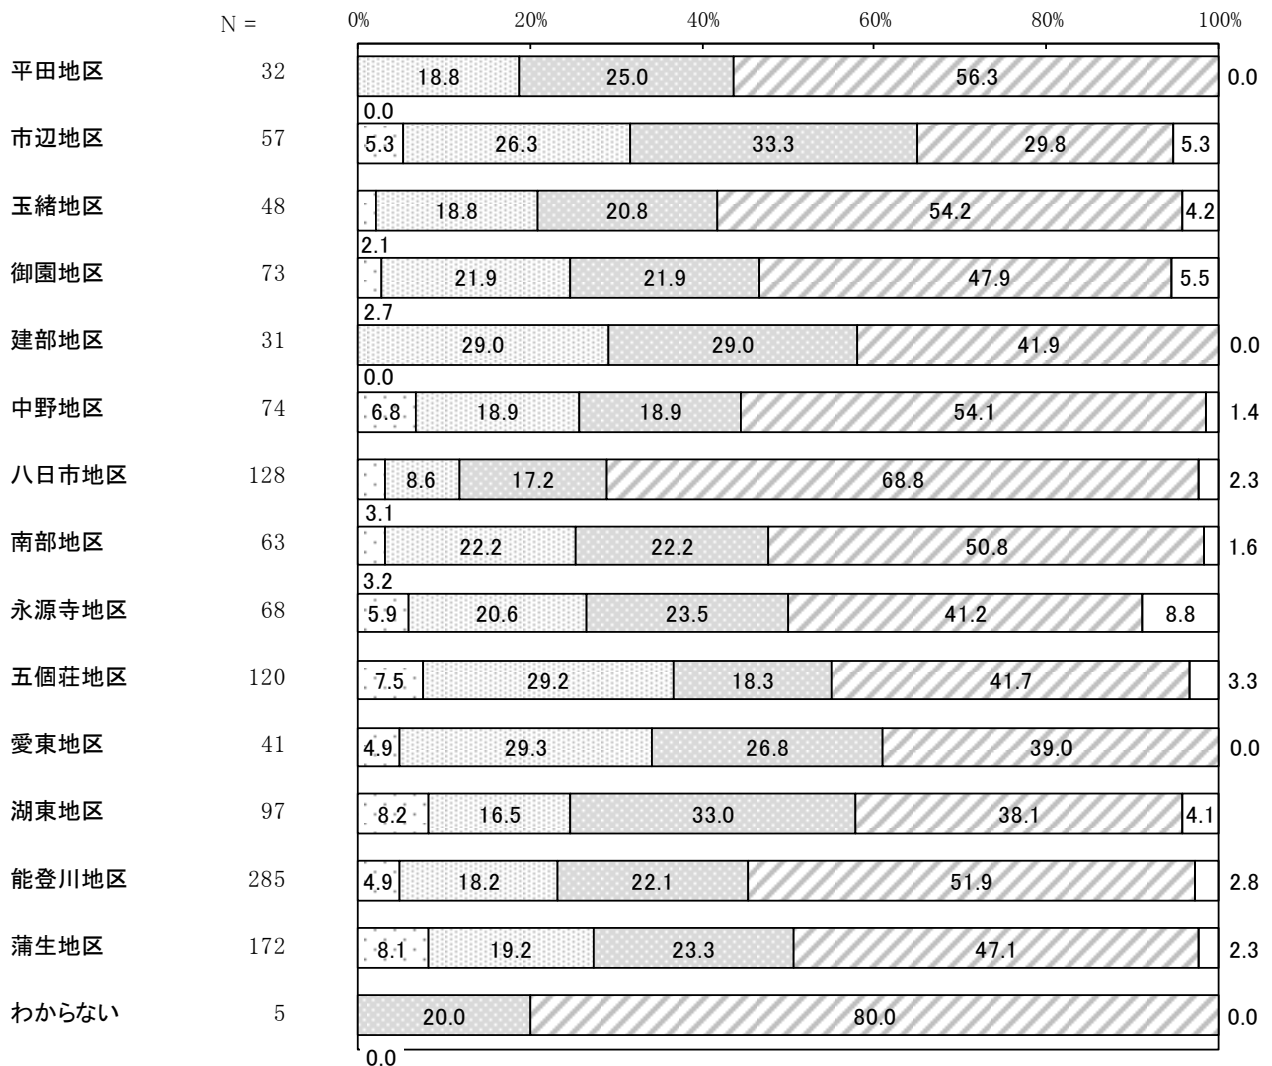 N = 0% 20% 40% 60% 80% 100%
平田地区 32 18.8 25.0 56.3 0.0
0.0
市辺地区 57 5.3 26.3 33.3 29.8 5.3
玉緒地区 48 18.8 20.8 54.2 4.2
2.1
御園地区 73 21.9 21.9 47.9 5.5
2.7
建部地区 31 29.0 29.0 41.9 0.0
0.0
中野地区 74 6.8 18.9 18.9 54.1 1.4
八日市地区 128 8.6 17.2 68.8 2.3
3.1
南部地区 63 22.2 22.2 50.8 1.6
3.2
永源寺地区 68 5.9 20.6 23.5 41.2 8.8
五個荘地区 120 7.5 29.2 18.3 41.7 3.3
愛東地区 41 4.9 29.3 26.8 39.0 0.0
湖東地区 97 8.2 16.5 33.0 38.1 4.1
能登川地区 285 4.9 18.2 22.1 51.9 2.8
蒲生地区 172 8.1 19.2 23.3 47.1 2.3
わからない 5 20.0 80.0 0.0
0.0